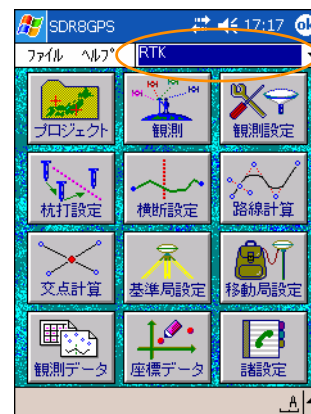 SDR8GPS 17:17 ok
ファイル ヘルプ RTK
プロジェクト 観測 観測設定
杭打設定 横断設定 路線計算
交点計算 基準局設定 移動局設定
観測データ 座標データ 諸設定
A